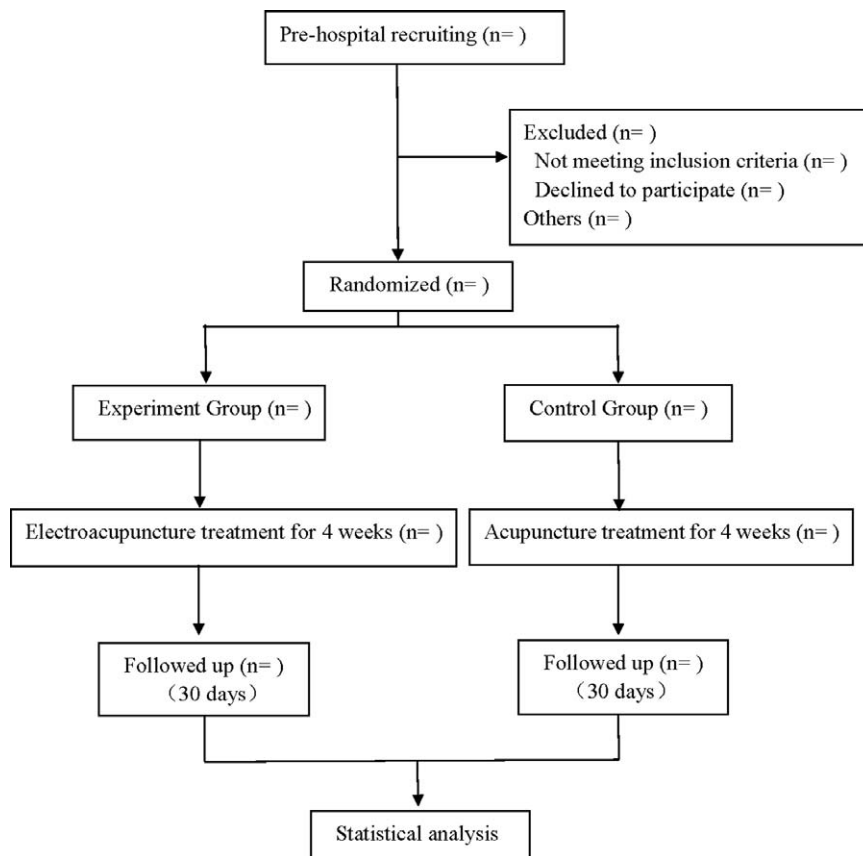 Pre-hospital recruiting (n= )
Excluded (n= )
Not meeting inclusion criteria (n= )
Declined to participate (n= )
Others (n= )
Randomized (n= )
Experiment Group (n= )
Control Group (n= )
Electroacupuncture treatment for 4 weeks (n= )
Acupuncture treatment for 4 weeks (n= )
Followed up (n= )
（30 days）
Followed up (n= )
（30 days）
Statistical analysis